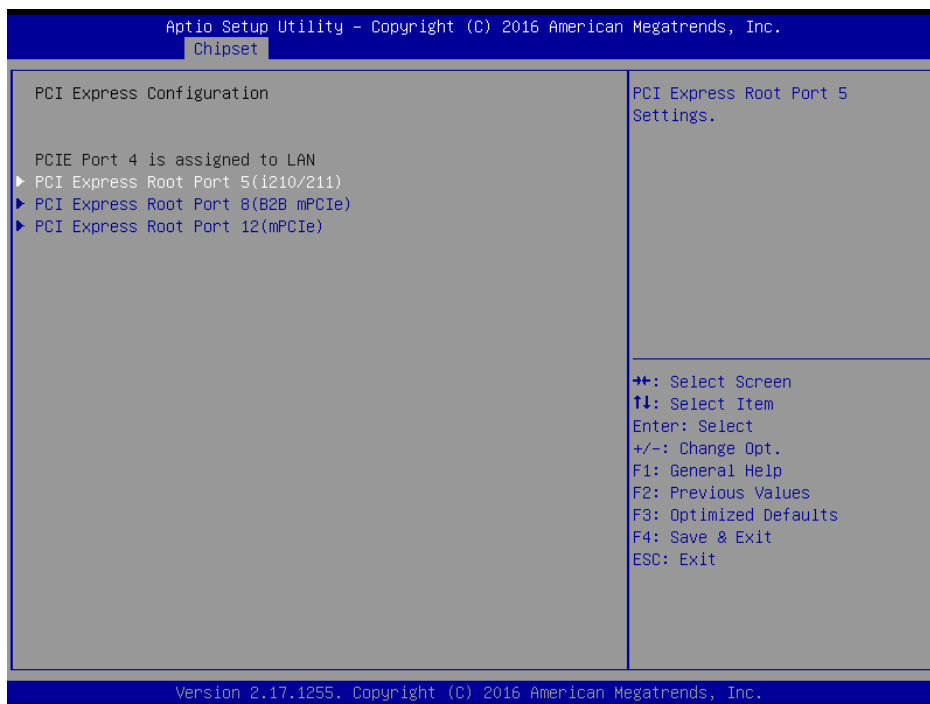 Aptio Setup Utility – Copyright (C) 2016 American Megatrends, Inc.
Chipset
PCI Express Configuration
PCIE Port 4 is assigned to LAN
▶ PCI Express Root Port 5(i210/211)
▶ PCI Express Root Port 8(B2B mPCIe)
▶ PCI Express Root Port 12(mPCIe)
PCI Express Root Port 5
Settings.
→←: Select Screen
↑↓: Select Item
Enter: Select
+/-: Change Opt.
F1: General Help
F2: Previous Values
F3: Optimized Defaults
F4: Save & Exit
ESC: Exit
Version 2.17.1255. Copyright (C) 2016 American Megatrends, Inc.